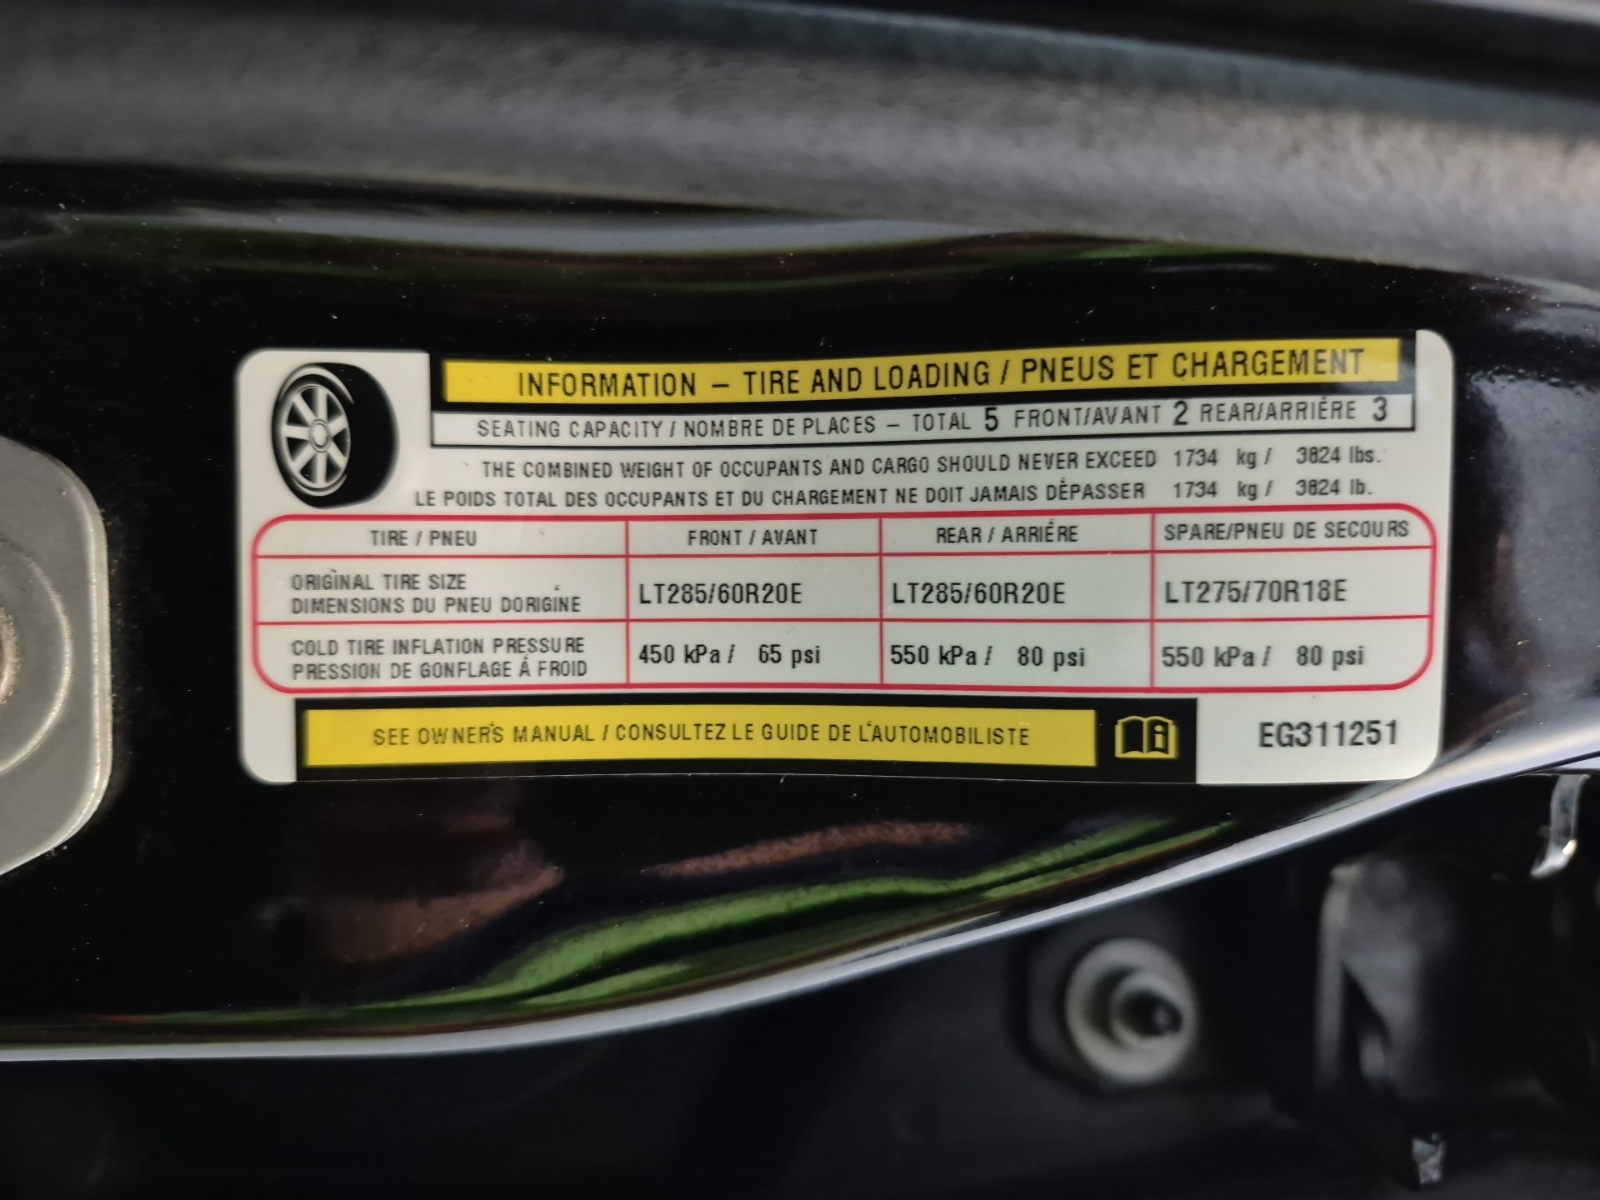 INFORMATION – TIRE AND LOADING / PNEUS ET CHARGEMENT
SEATING CAPACITY / NOMBRE DE PLACES – TOTAL 5 FRONT/AVANT 2 REAR/ARRIÈRE 3
THE COMBINED WEIGHT OF OCCUPANTS AND CARGO SHOULD NEVER EXCEED 1734 kg / 3824 lbs.
LE POIDS TOTAL DES OCCUPANTS ET DU CHARGEMENT NE DOIT JAMAIS DÉPASSER 1734 kg / 3824 lb.
TIRE / PNEU FRONT / AVANT REAR / ARRIÉRE SPARE/PNEU DE SECOURS
ORIGINAL TIRE SIZE
DIMENSIONS DU PNEU DORIGINE LT285/60R20E LT285/60R20E LT275/70R18E
COLD TIRE INFLATION PRESSURE
PRESSION DE GONFLAGE Á FROID 450 kPa / 65 psi 550 kPa / 80 psi 550 kPa / 80 psi
SEE OWNER'S MANUAL / CONSULTEZ LE GUIDE DE L'AUTOMOBILISTE EG311251